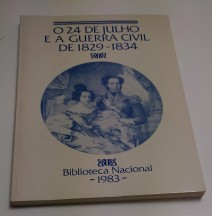 O 24 DE JULHO
E A GUERRA CIVIL
DE 1829-1834
Biblioteca Nacional
-1983-